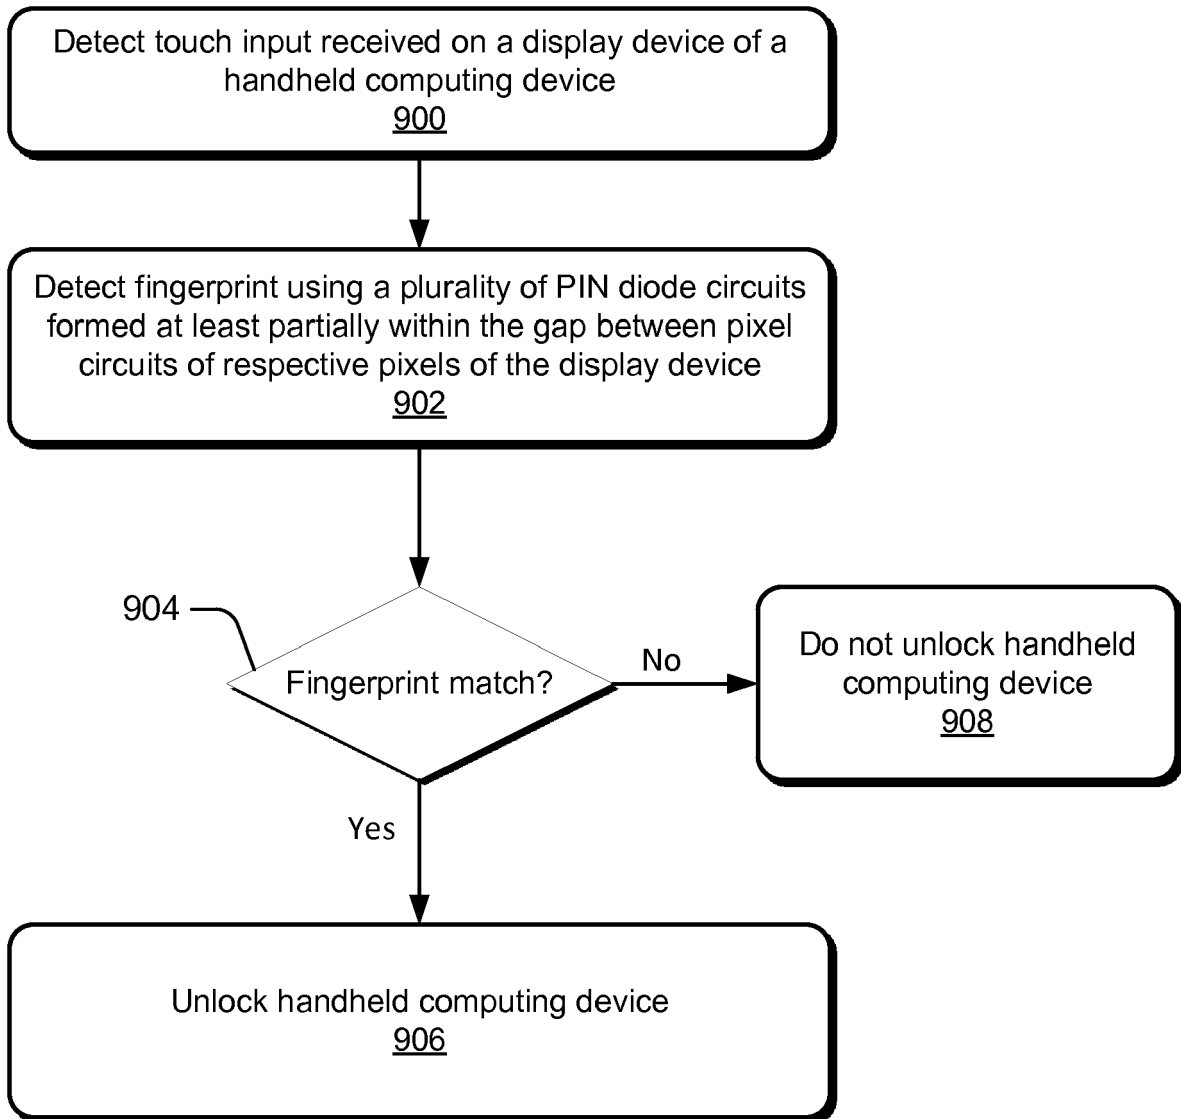 Detect touch input received on a display device of a
handheld computing device
900
Detect fingerprint using a plurality of PIN diode circuits
formed at least partially within the gap between pixel
circuits of respective pixels of the display device
902
904
Fingerprint match?
No
Do not unlock handheld
computing device
908
Yes
Unlock handheld computing device
906